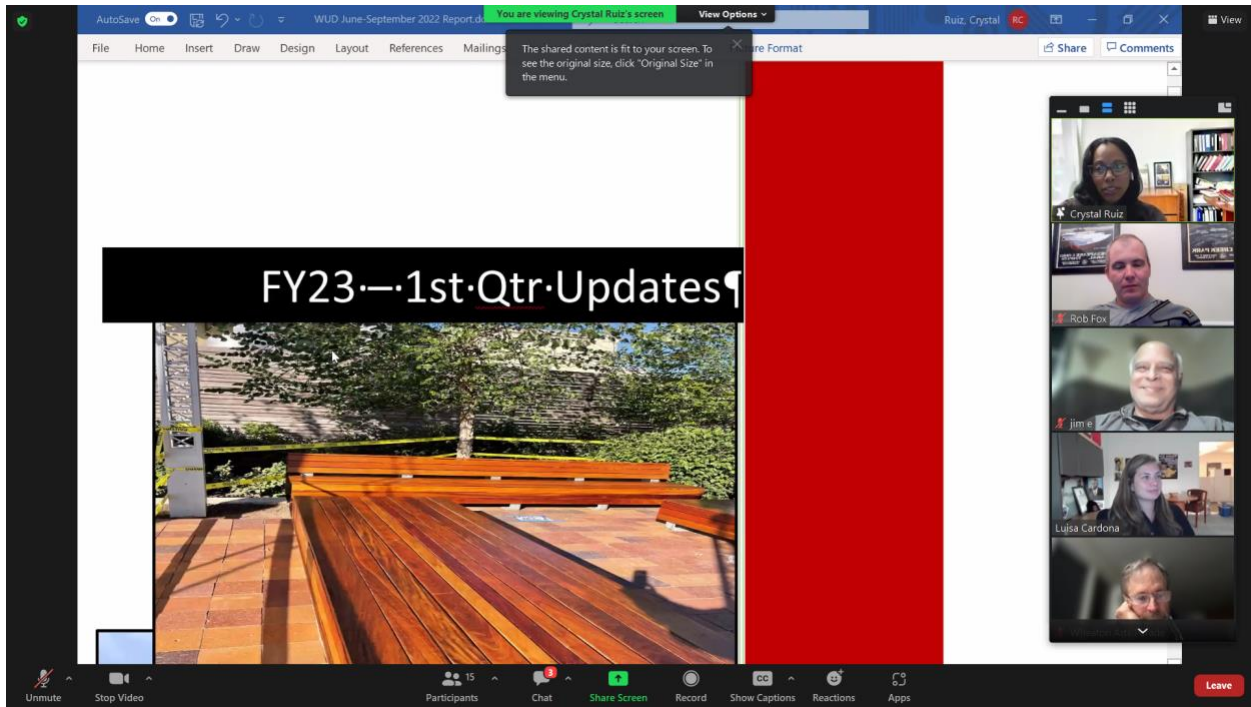 AutoSave On
WUD June-September 2022 Report.do
You are viewing Crystal Ruiz's screen
View Options
Ruiz, Crystal
RC
View
File Home Insert Draw Design Layout References Mailings
ure Format
Share
Comments
The shared content is fit to your screen. To
see the original size, click "Original Size" in
the menu.
FY23·–·1st·Qtr·Updates¶
Crystal Ruiz
Rob Fox
jim e
Luisa Cardona
Unmute
Stop Video
15
Participants
3
Chat
Share Screen
Record
CC
Show Captions
Reactions
Apps
Leave